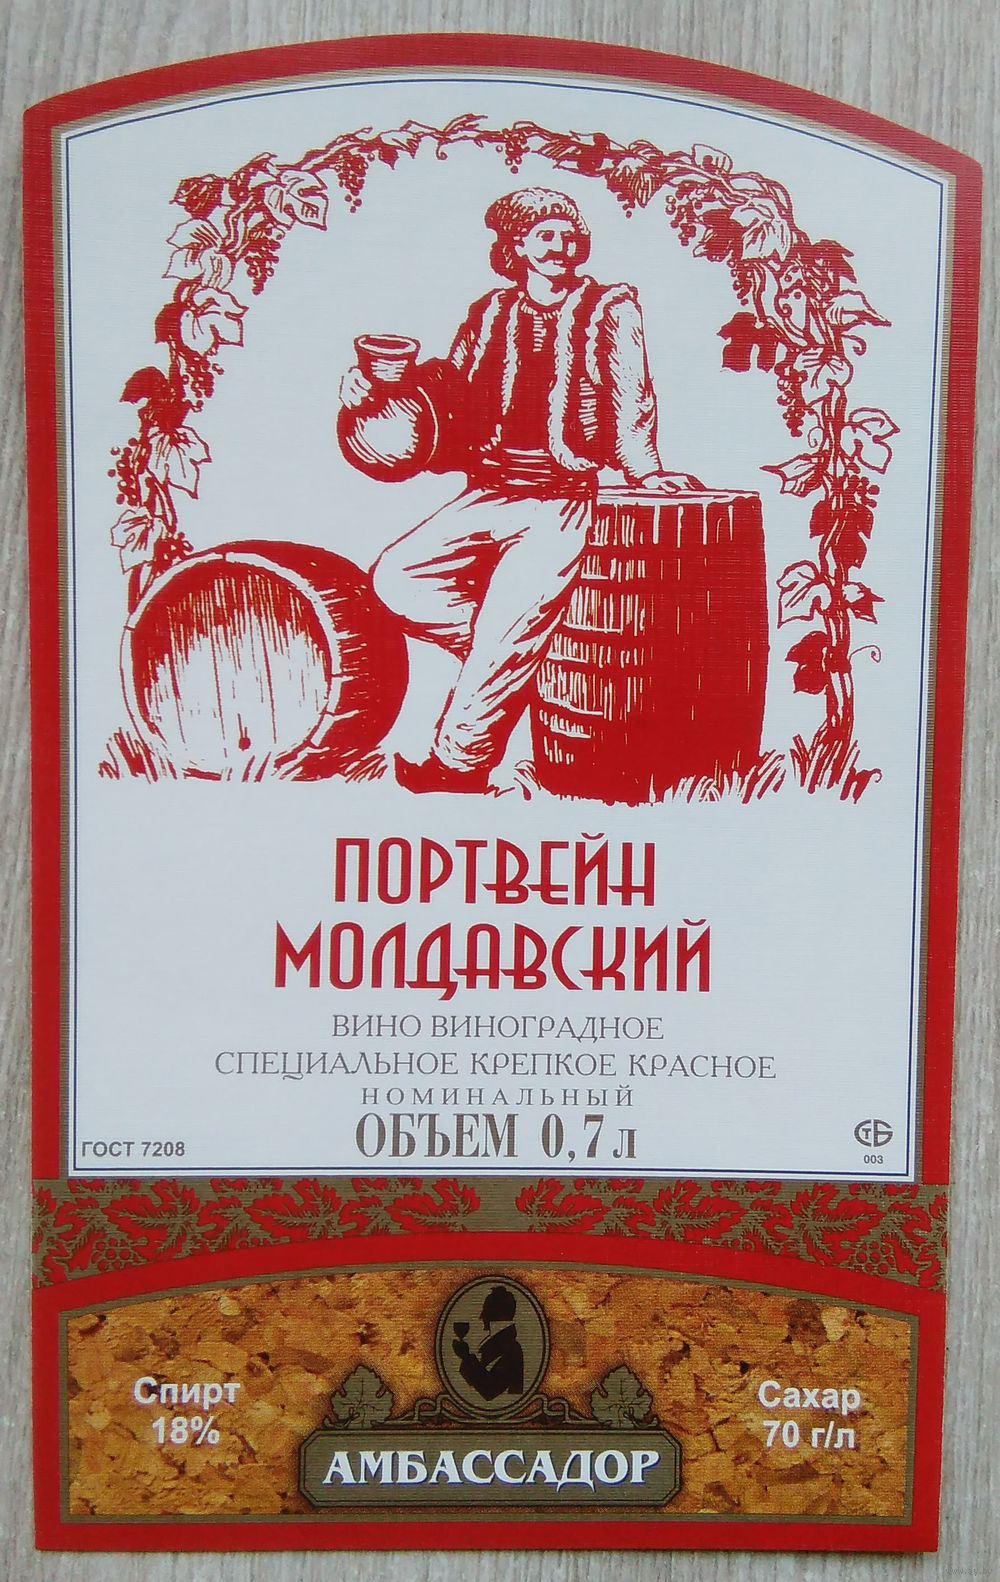 ПОРТВЕЙН
МОЛДАВСКИЙ
ВИНО ВИНОГРАДНОЕ
СПЕЦИАЛЬНОЕ КРЕПКОЕ КРАСНОЕ
НОМИНАЛЬНЫЙ
ОБЪЕМ 0,7 л
ГОСТ 7208
СТБ
003
Спирт
18%
Сахар
70 г/л
АМБАССАДОР